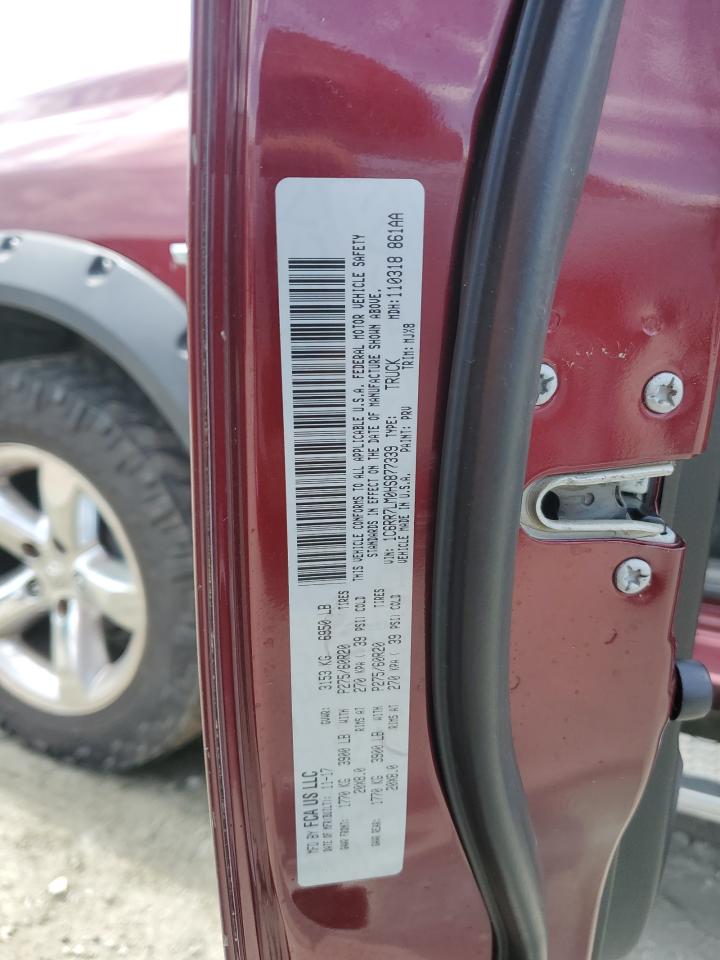 MFD BY FCA US LLC
DATE OF MFR/BUILT: 11-17 GVWR: 3153 KG 6950 LB
GAWR FRONT: 1770 KG 3900 LB WITH P275/60R20 TIRES
20X8.0 RIMS AT 270 KPA ( 39 PSI) COLD
GAWR REAR: 1770 KG 3900 LB WITH P275/60R20 TIRES
20X8.0 RIMS AT 270 KPA ( 39 PSI) COLD
THIS VEHICLE CONFORMS TO ALL APPLICABLE U.S.A. FEDERAL MOTOR VEHICLE SAFETY
STANDARDS IN EFFECT ON THE DATE OF MANUFACTURE SHOWN ABOVE.
VIN: 1C6RR7LM0HS877339 TYPE: TRUCK MDH: 110318 861AA
VEHICLE MADE IN U.S.A. PAINT: PRV TRIM: MJX8